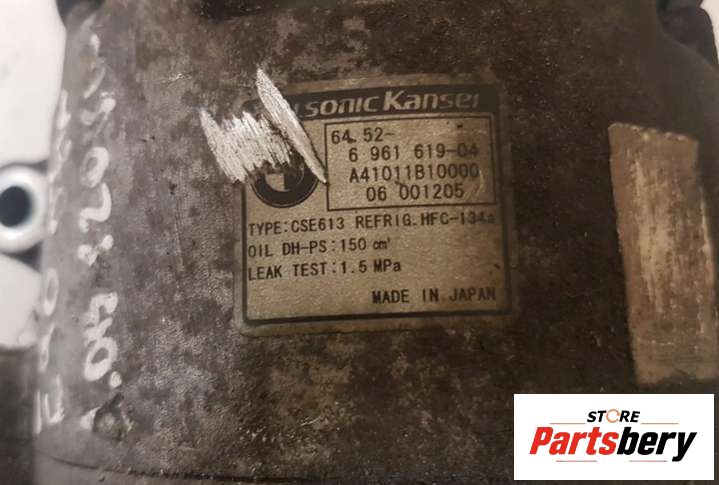 sonic Kansei
64.52-
6 961 619-04
A41011B10000
06 001205
TYPE:CSE613 REFRIG.HFC-134a
OIL DH-PS:150 cm³
LEAK TEST:1.5 MPa
MADE IN JAPAN
STORE
Partsbery